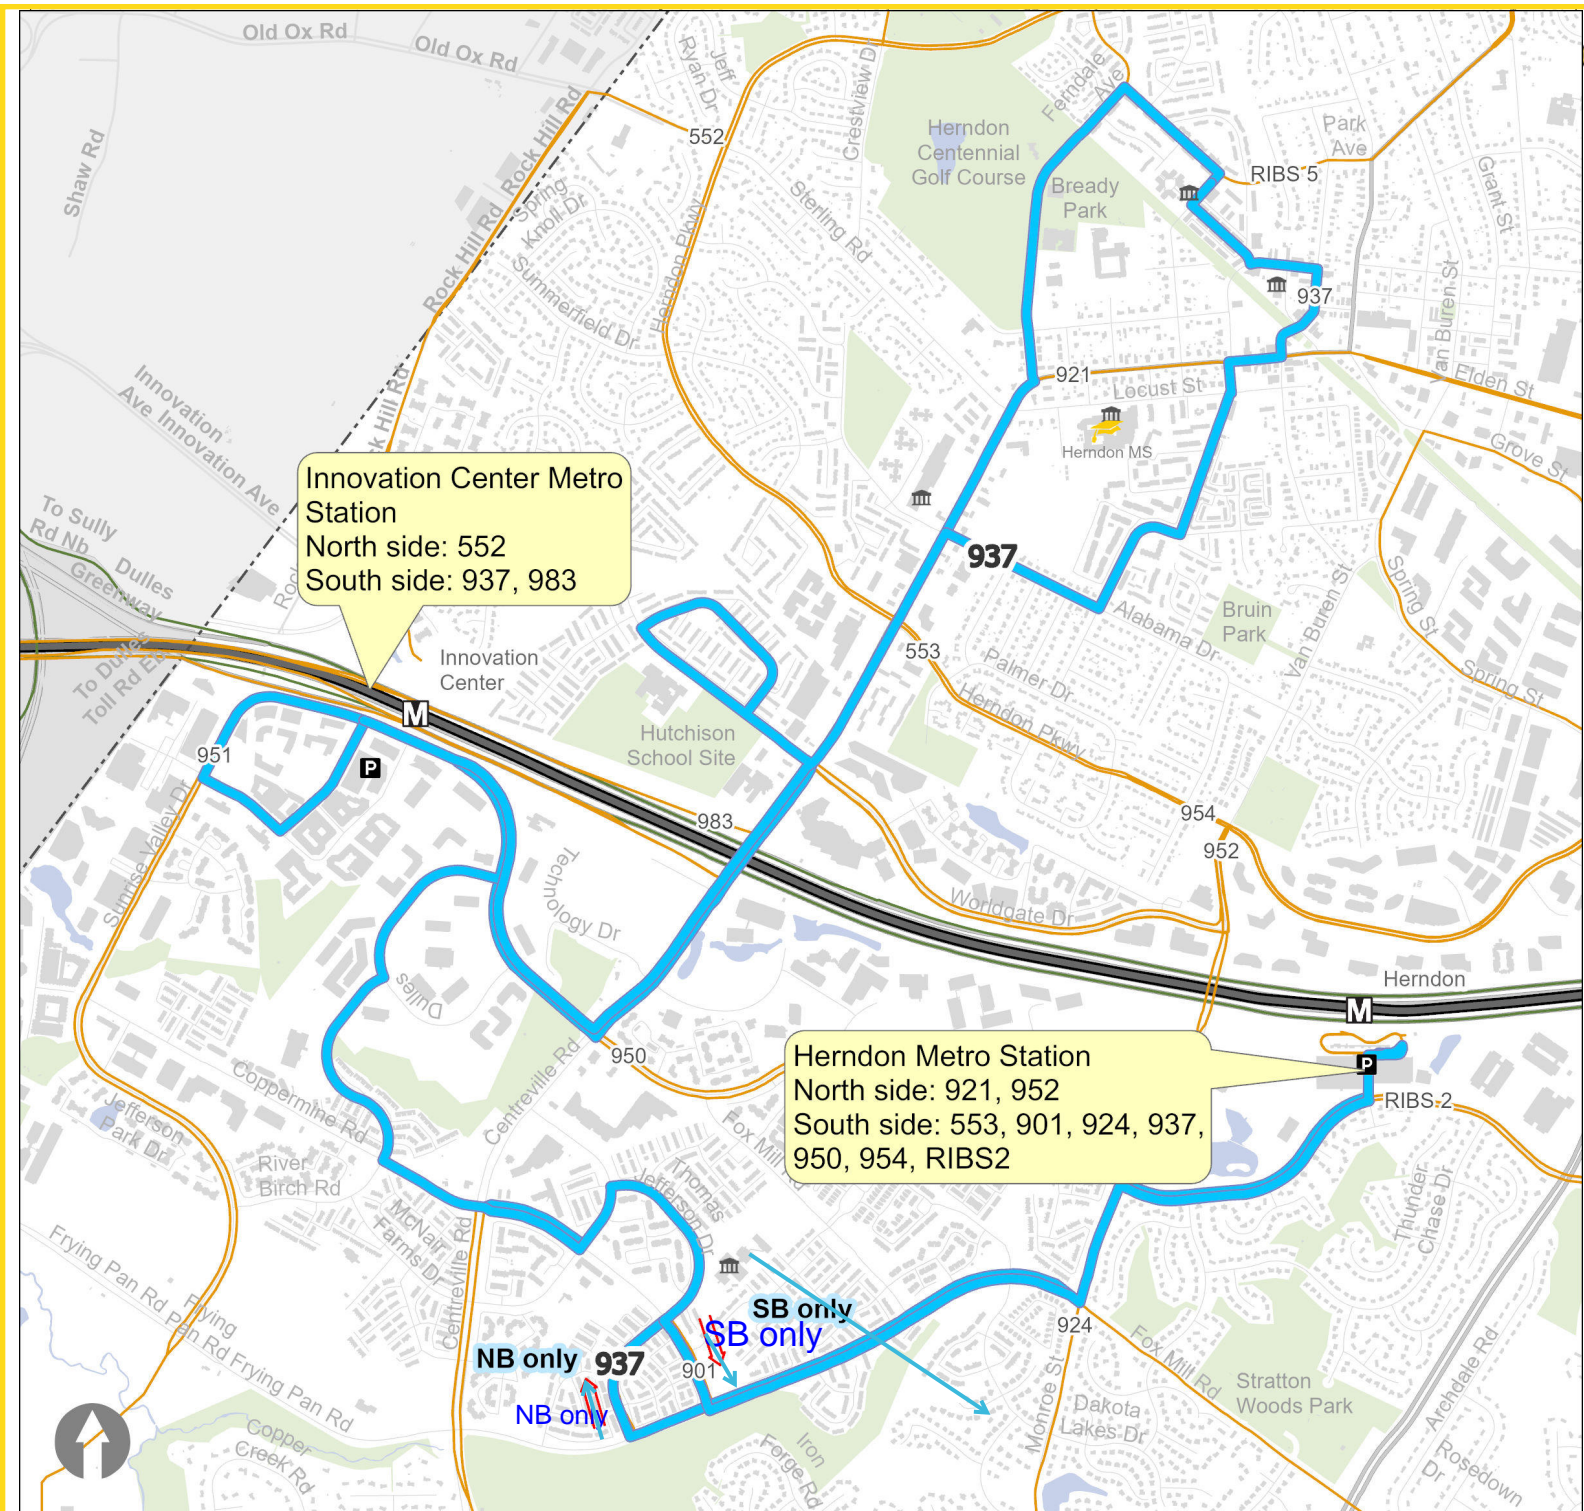 Old Ox Rd
Old Ox Rd
Jeff
Ryan Dr
Shaw Rd
Rock Hill Rd
Rock Hill Rd
Rock Hill Rd
552
Crestview D
Ferndale
Ave
Herndon
Centennial
Golf Course
Bready
Park
Park
Ave
RIBS 5
Grant St
Spring
Knoll Dr
Sterling Rd
Summerfield Dr
Herndon Pkwy
937
Van Buren St
Innovation
Ave
Innovation Ave
ck Hill Rd
921
Locust St
Elden St
Herndon MS
Grove St
Innovation Center Metro
Station
North side: 552
South side: 937, 983
To Sully
Rd Nb
Dulles
Greenway
937
Spring St
Alabama Dr
Bruin
Park
Van Buren St
Innovation
Center
To Dulles
Toll Rd Eb
553
Palmer Dr
Herndon Pkwy
Spring St
M
Hutchison
School Site
951
P
Sunrise Valley Dr
983
954
952
Technology Dr
Worldgate Dr
Dulles
Herndon
M
950
Herndon Metro Station
North side: 921, 952
South side: 553, 901, 924, 937,
950, 954, RIBS2
P
RIBS 2
Coppermine Rd
Centreville Rd
Jefferson
Park Dr
River
Birch Rd
Fox Mill Rd
Thomas
Jefferson Dr
Thunder
Chase Dr
McNair
Farms Dr
Centreville Rd
Frying Pan Rd
Frying
Pan Rd
Frying Pan Rd
SB only
SB only
924
NB only
937
901
NB only
Fox Mill Rd
Monroe St
Stratton
Woods Park
Dakota
Lakes Dr
Archdale Rd
Copper
Creek Rd
Iron
Forge Rd
Rosedown
Dr